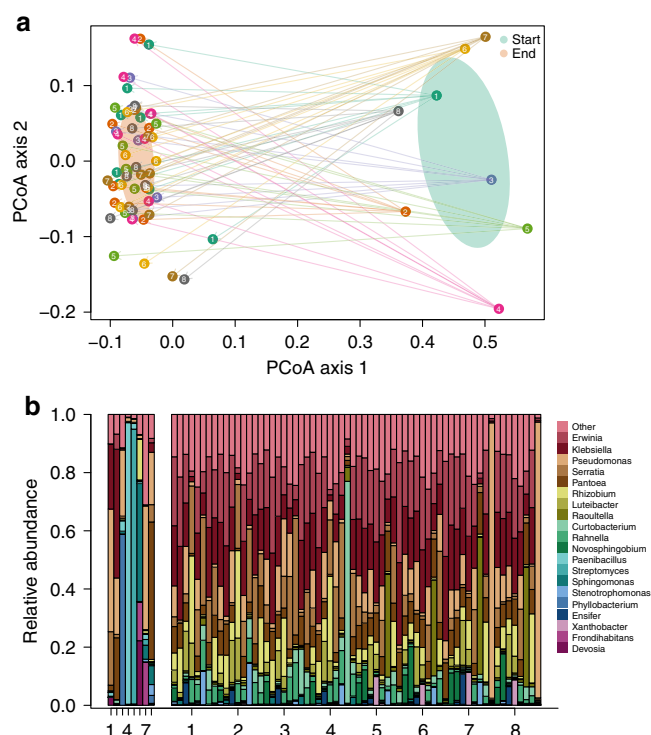 a
PCoA axis 2
0.1
0.0
−0.1
−0.2
Start
End
−0.1 0.0 0.1 0.2 0.3 0.4 0.5
PCoA axis 1
b
Relative abundance
1.0
0.8
0.6
0.4
0.2
0.0
1 4 7 1 2 3 4 5 6 7 8
Other
Erwinia
Klebsiella
Pseudomonas
Serratia
Pantoea
Rhizobium
Luteibacter
Raoultella
Curtobacterium
Rahnella
Novosphingobium
Paenibacillus
Streptomyces
Sphingomonas
Stenotrophomonas
Phyllobacterium
Ensifer
Xanthobacter
Frondihabitans
Devosia